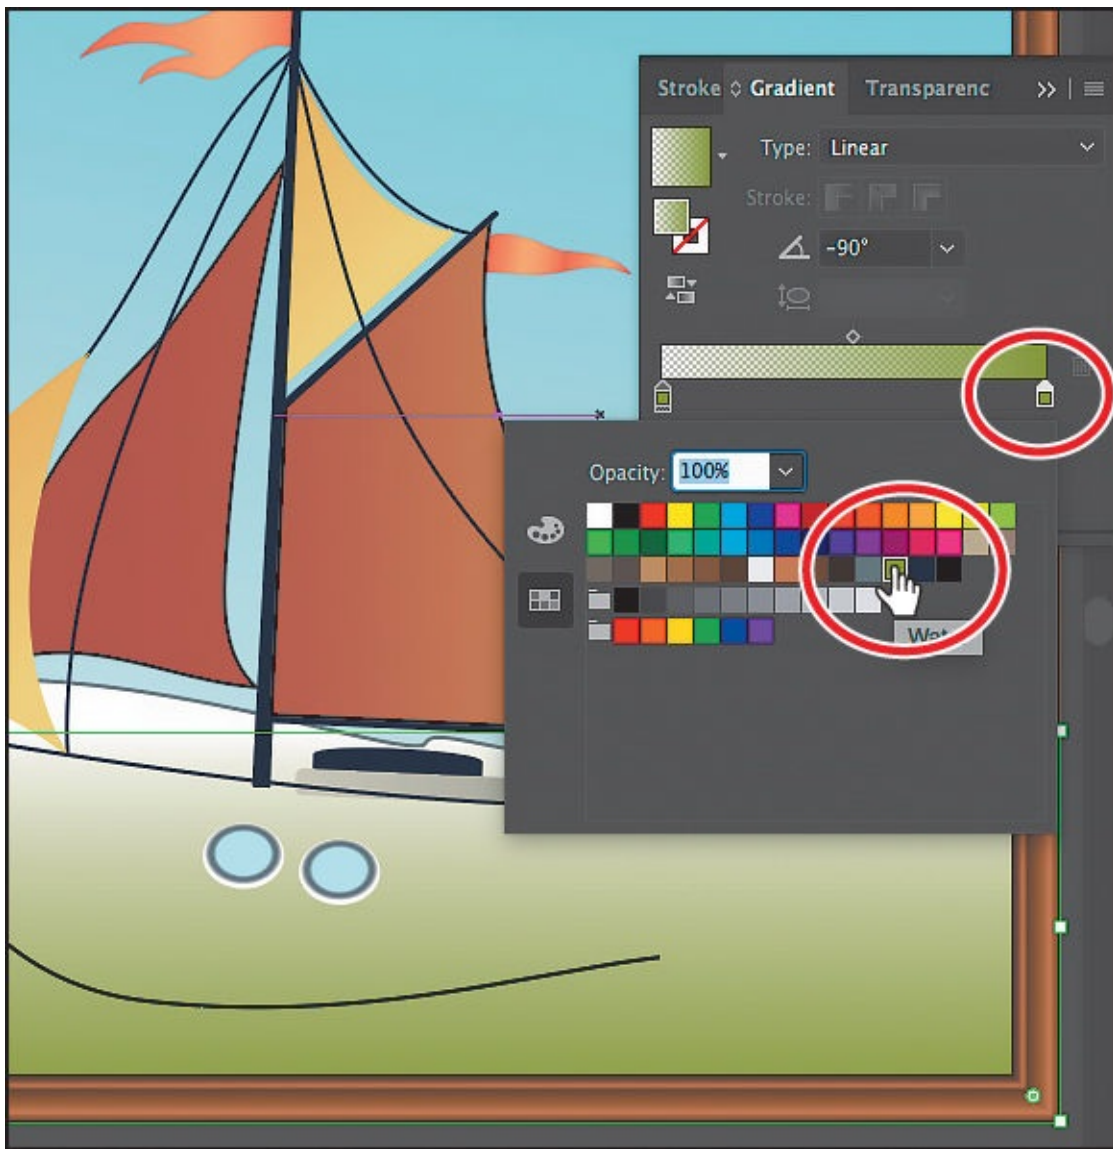 Stroke Gradient Transparenc
Type: Linear
Stroke:
-90°
Opacity: 100%